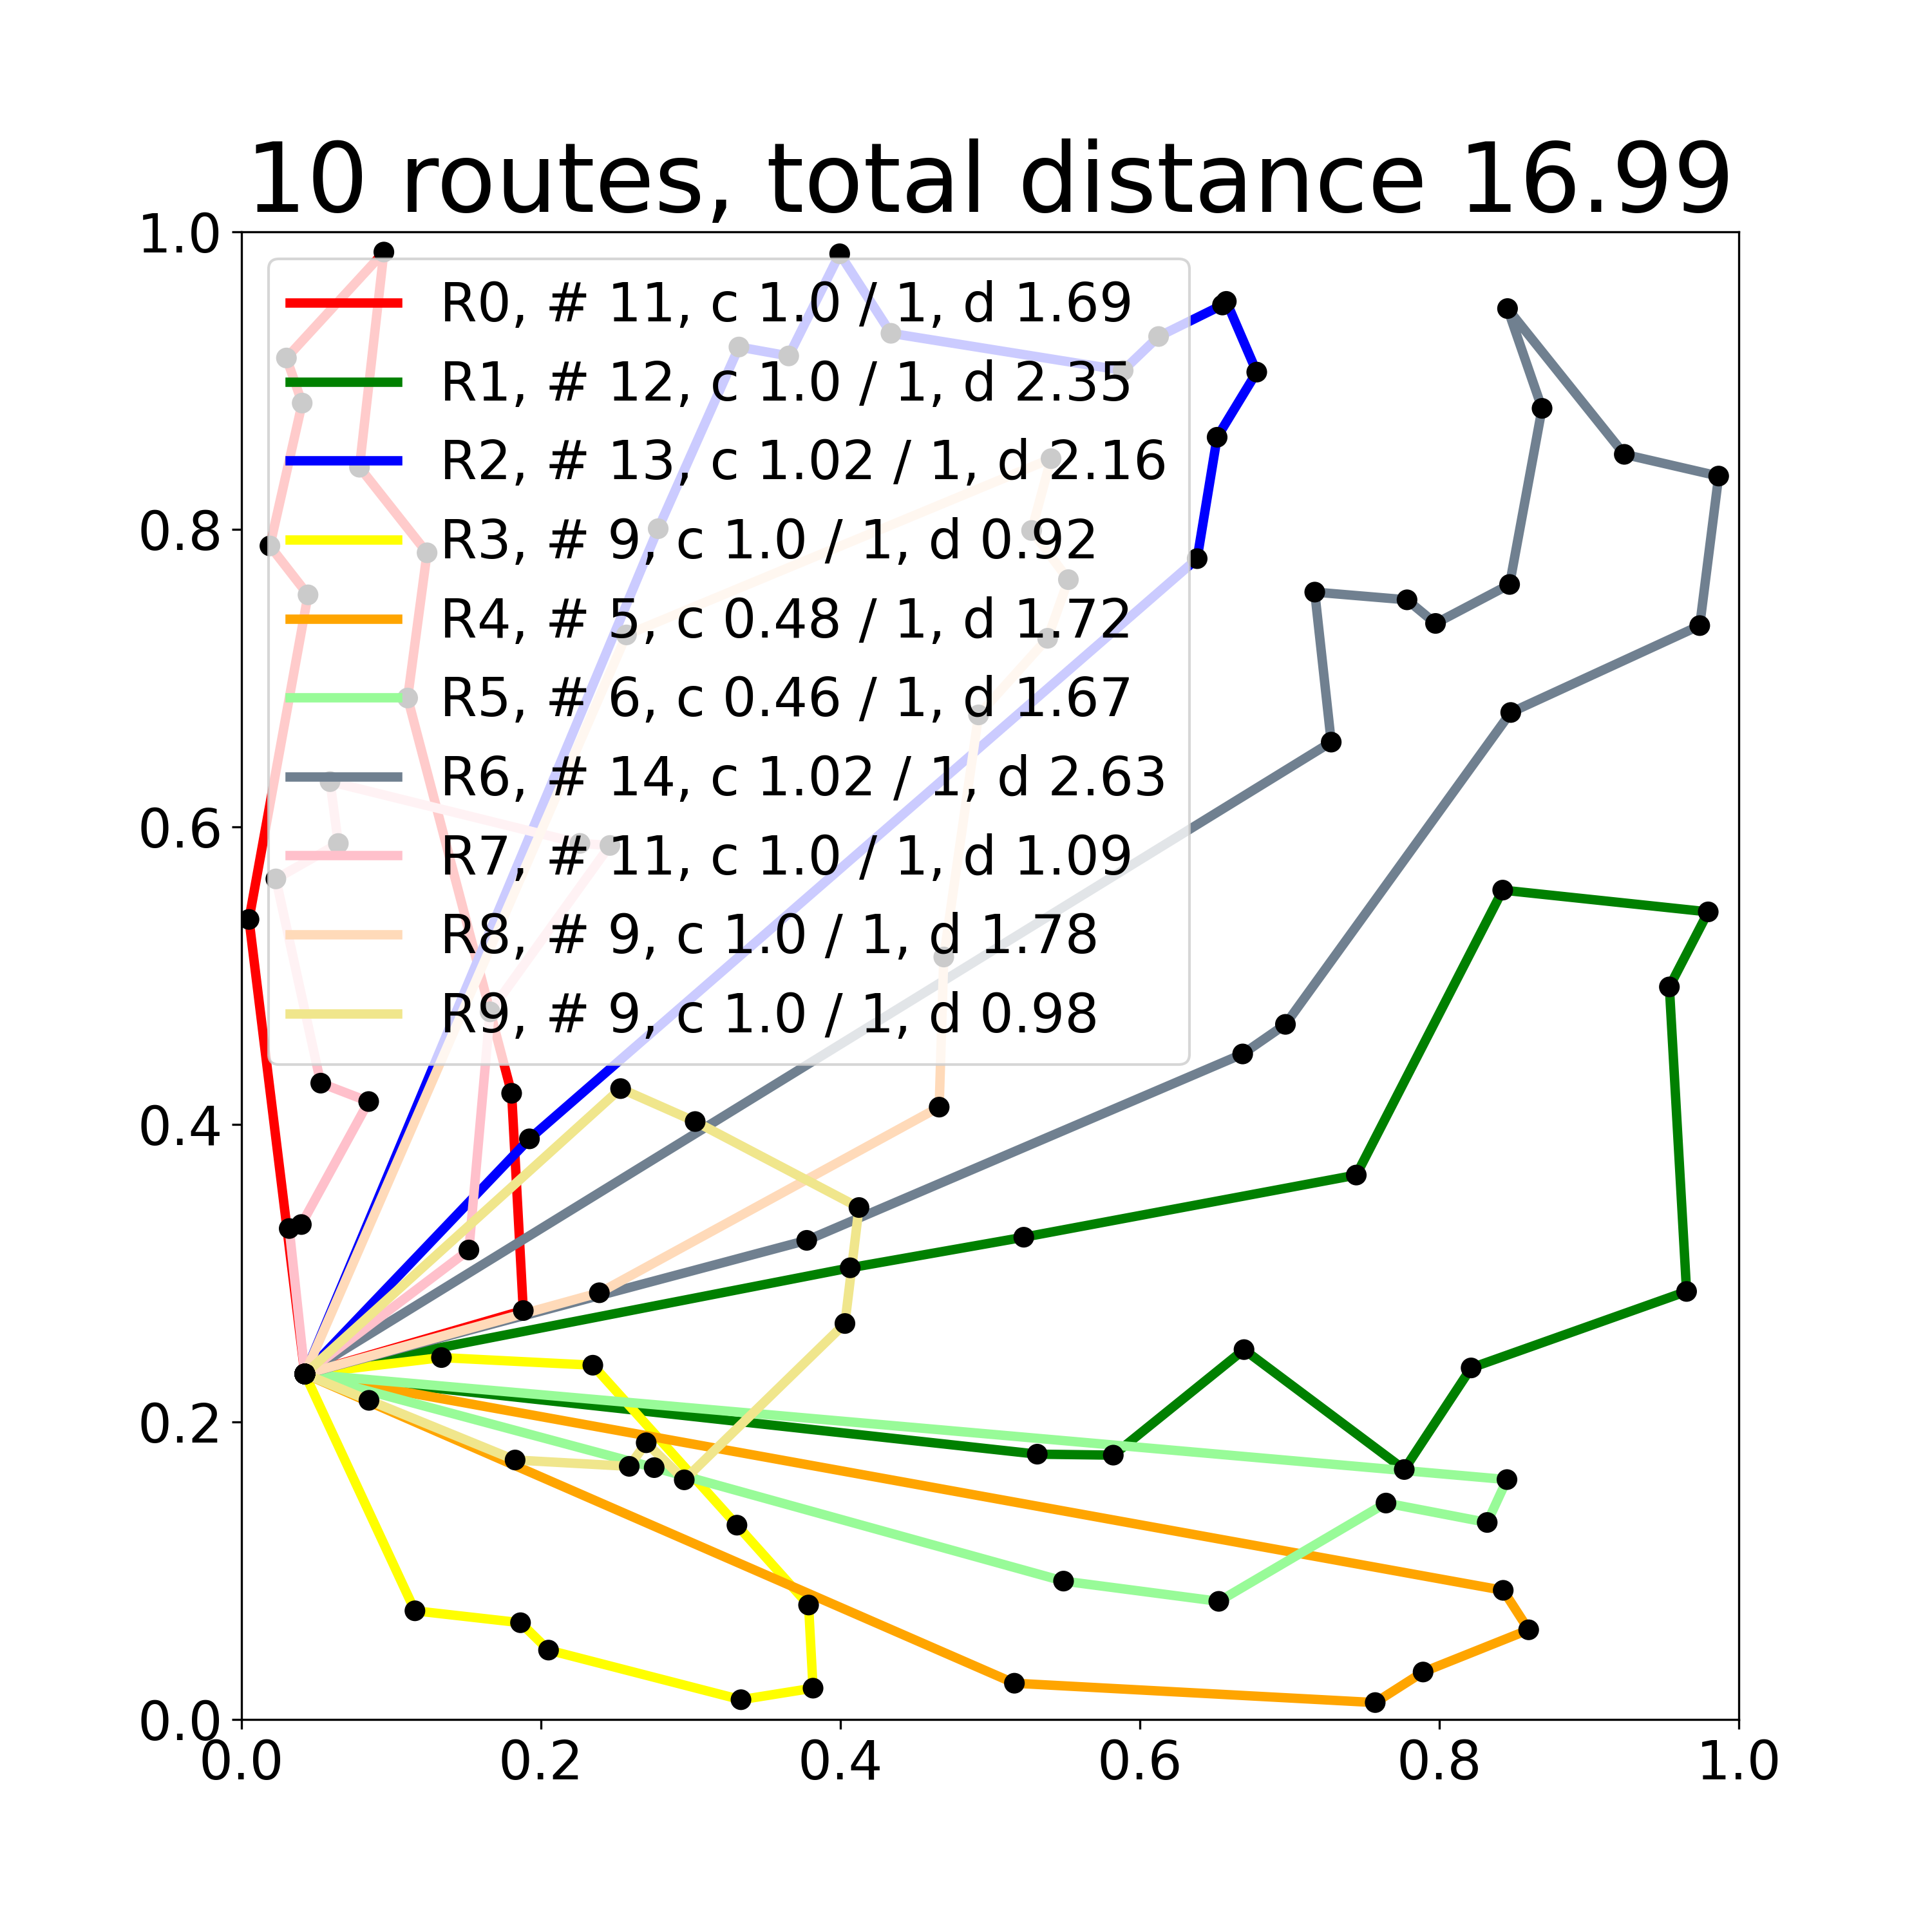 10 routes, total distance 16.99
1.0
0.8
0.6
0.4
0.2
0.0
R0, # 11, c 1.0 / 1, d 1.69
R1, # 12, c 1.0 / 1, d 2.35
R2, # 13, c 1.02 / 1, d 2.16
R3, # 9, c 1.0 / 1, d 0.92
R4, # 5, c 0.48 / 1, d 1.72
R5, # 6, c 0.46 / 1, d 1.67
R6, # 14, c 1.02 / 1, d 2.63
R7, # 11, c 1.0 / 1, d 1.09
R8, # 9, c 1.0 / 1, d 1.78
R9, # 9, c 1.0 / 1, d 0.98
0.0 0.2 0.4 0.6 0.8 1.0